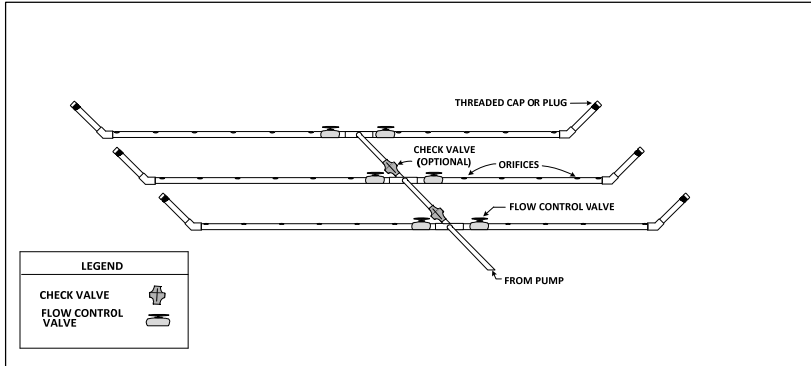 THREADED CAP OR PLUG
CHECK VALVE
(OPTIONAL)
ORIFICES
FLOW CONTROL VALVE
FROM PUMP
LEGEND
CHECK VALVE
FLOW CONTROL
VALVE